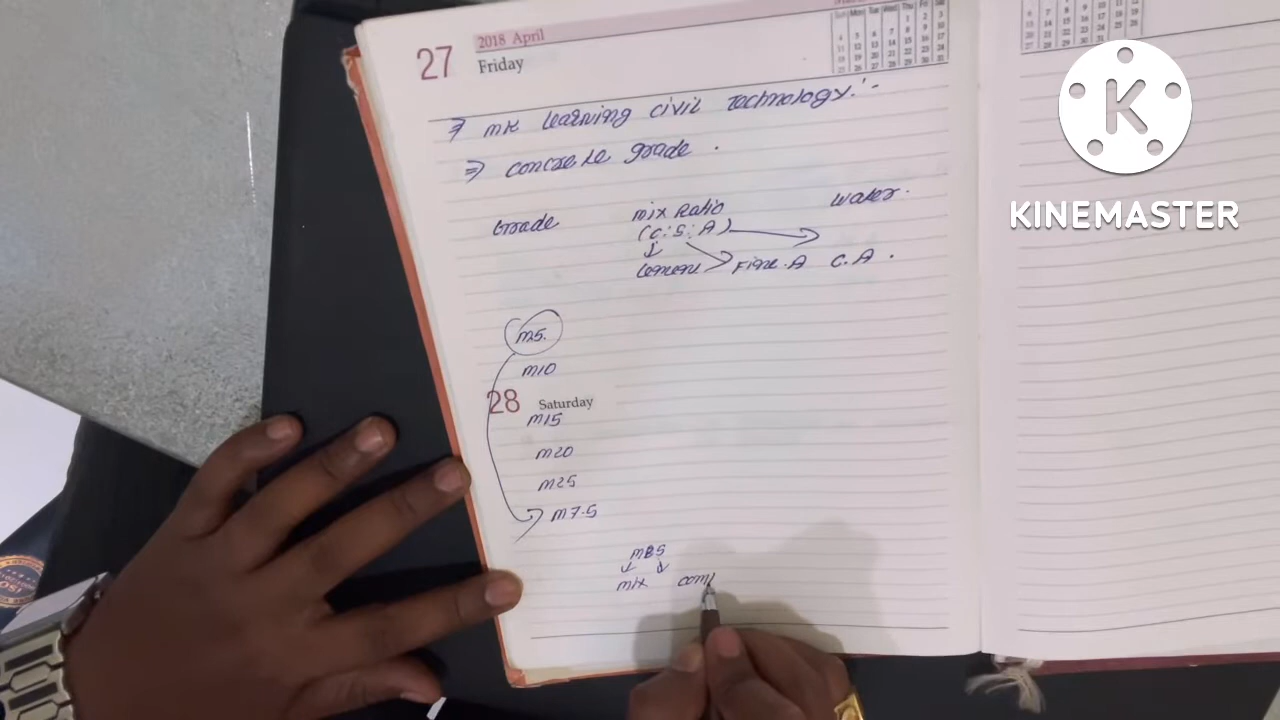 27
2018 April
Friday
⇒ MK learning civil Technology:-
⇒ concrete grade.
Grade mix Ratio water.
(C:S:A)
cement Fine.A C.A.
M5.
M10
28 Saturday
M15
M20
M25
M7.5
mix com
K
KINEMASTER